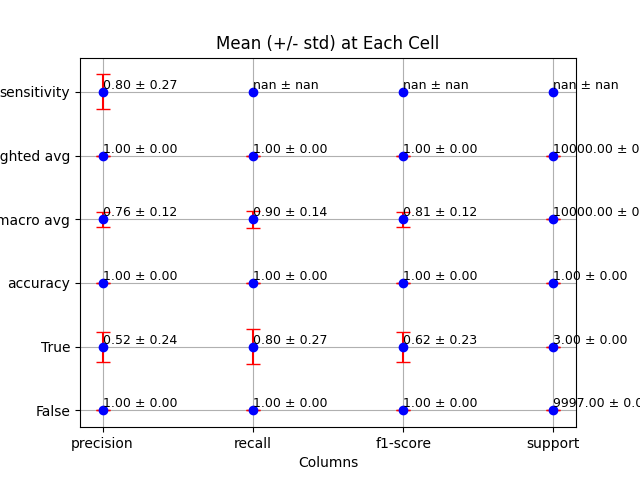 Mean (+/- std) at Each Cell
sensitivity 0.80 ± 0.27 nan ± nan nan ± nan nan ± nan
ghted avg 1.00 ± 0.00 1.00 ± 0.00 1.00 ± 0.00 10000.00 ± 0
macro avg 0.76 ± 0.12 0.90 ± 0.14 0.81 ± 0.12 10000.00 ± 0
accuracy 1.00 ± 0.00 1.00 ± 0.00 1.00 ± 0.00 1.00 ± 0.00
True 0.52 ± 0.24 0.80 ± 0.27 0.62 ± 0.23 3.00 ± 0.00
False 1.00 ± 0.00 1.00 ± 0.00 1.00 ± 0.00 9997.00 ± 0.0
precision recall f1-score support
Columns